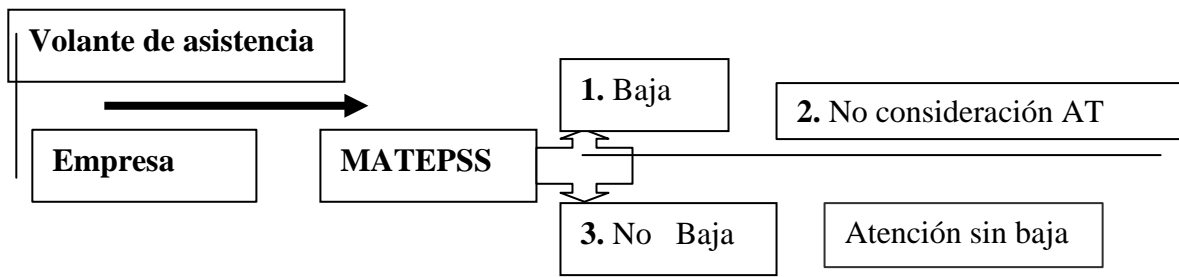 Volante de asistencia
1. Baja
2. No consideración AT
Empresa
MATEPSS
3. No Baja
Atención sin baja